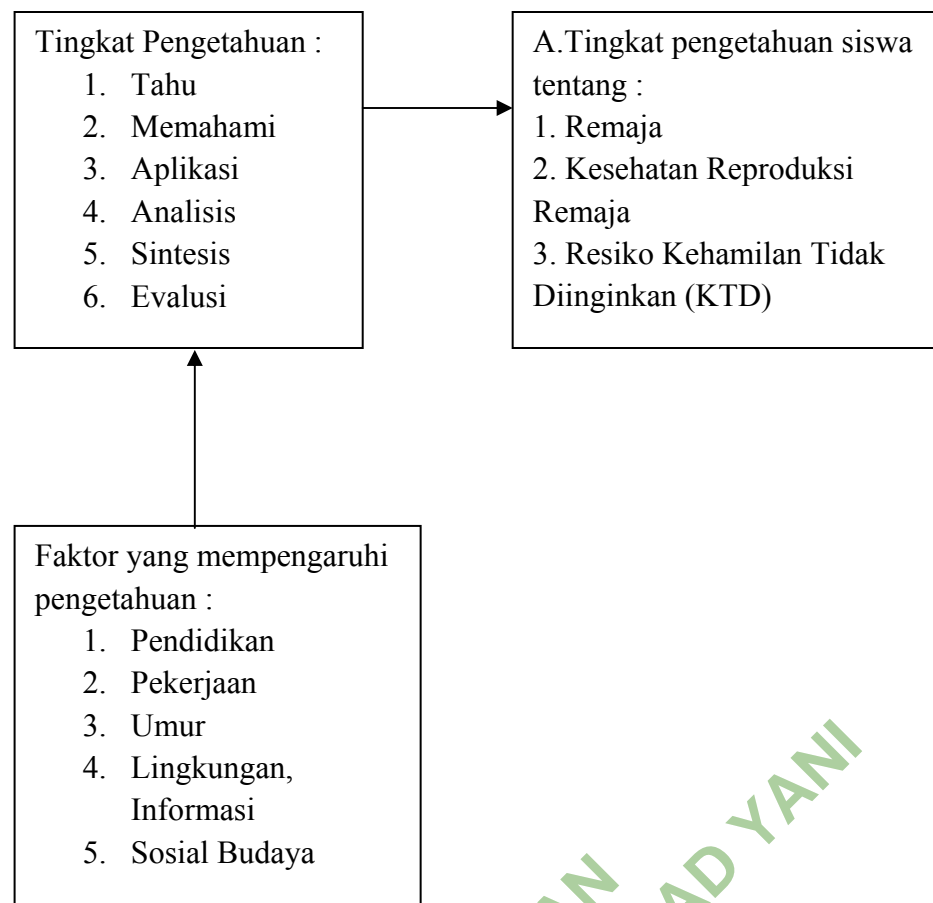 Tingkat Pengetahuan :
1. Tahu
2. Memahami
3. Aplikasi
4. Analisis
5. Sintesis
6. Evalusi
A.Tingkat pengetahuan siswa
tentang :
1. Remaja
2. Kesehatan Reproduksi
Remaja
3. Resiko Kehamilan Tidak
Diinginkan (KTD)
Faktor yang mempengaruhi
pengetahuan :
1. Pendidikan
2. Pekerjaan
3. Umur
4. Lingkungan,
Informasi
5. Sosial Budaya
AN
AD YANI